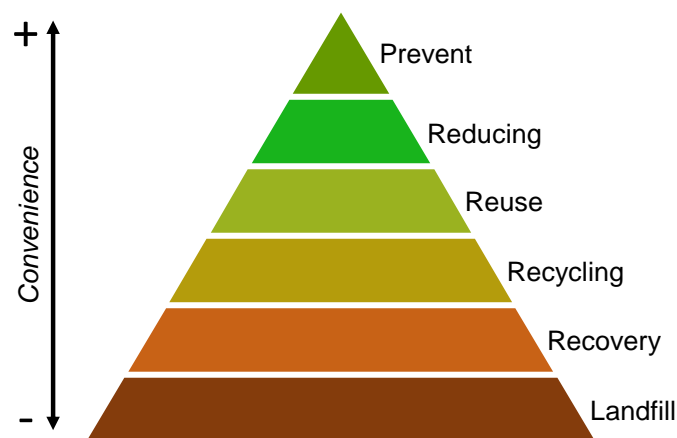 +
Prevent
Reducing
Reuse
Recycling
Recovery
Landfill
Convenience
-